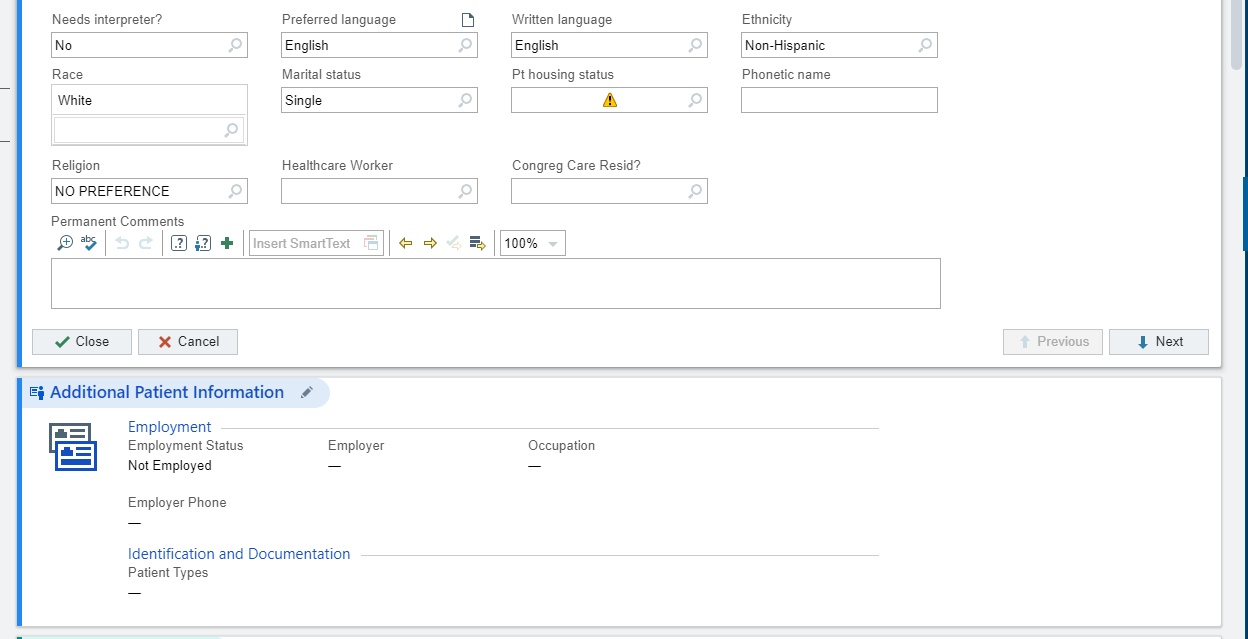 Needs interpreter? Preferred language Written language Ethnicity
No English English Non-Hispanic
Race Marital status Pt housing status Phonetic name
White Single
Religion Healthcare Worker Congreg Care Resid?
NO PREFERENCE
Permanent Comments
abc .? .? Insert SmartText 100%
Close Cancel Previous Next
Additional Patient Information
Employment
Employment Status Employer Occupation
Not Employed — —
Employer Phone
—
Identification and Documentation
Patient Types
—